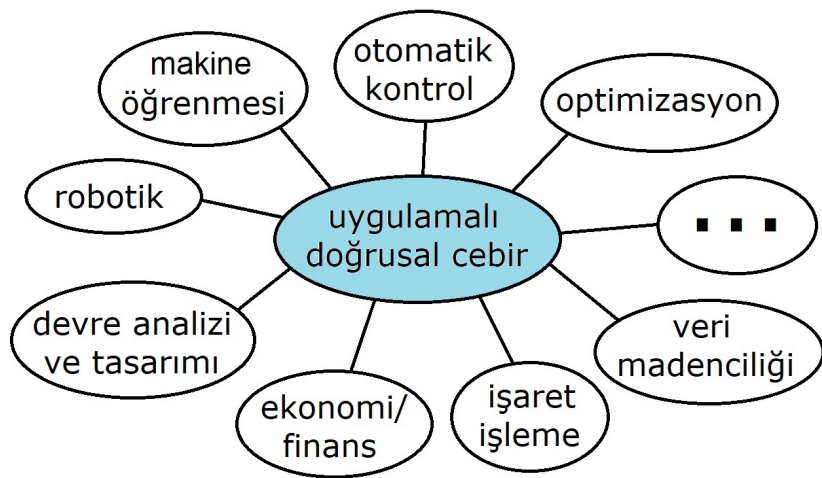 otomatik
kontrol
makine
öğrenmesi
optimizasyon
robotik
uygulamalı
doğrusal cebir
. . .
devre analizi
ve tasarımı
veri
madenciliği
ekonomi/
finans
işaret
işleme